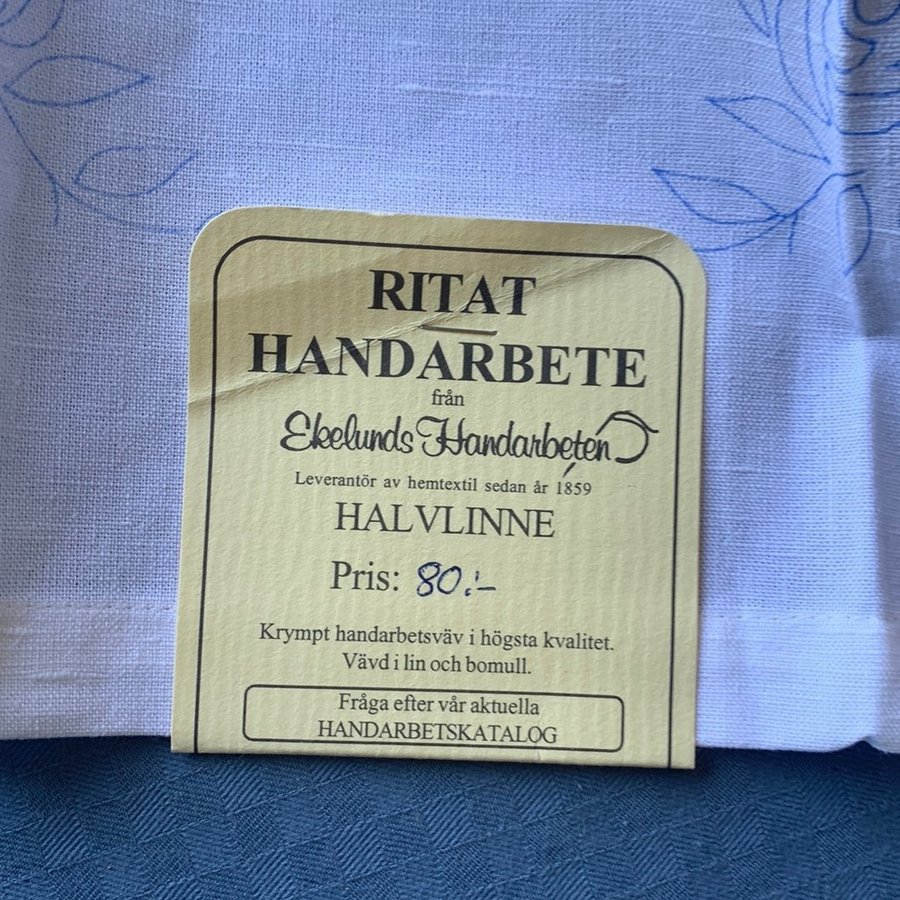 RITAT
HANDARBETE
från
Ekelunds Handarbeten
Leverantör av hemtextil sedan år 1859
HALVLINNE
Pris: 80:-
Krympt handarbetsväv i högsta kvalitet.
Vävd i lin och bomull.
Fråga efter vår aktuella
HANDARBETSKATALOG